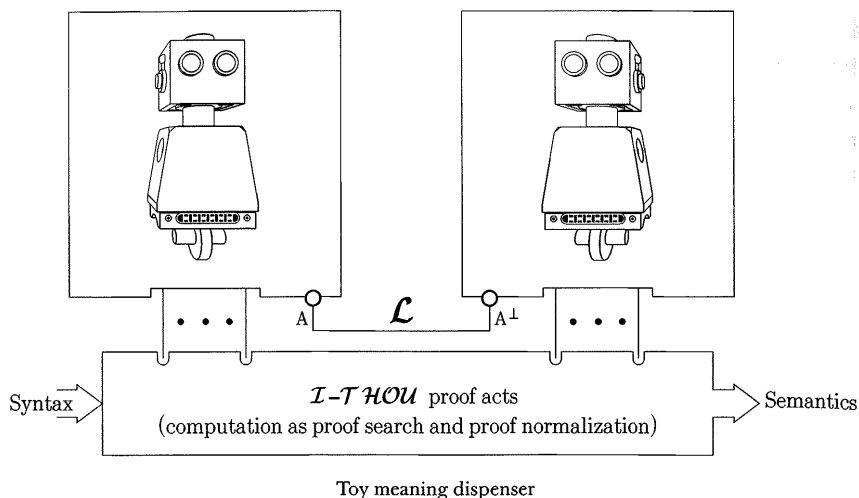 A
ℒ
A⊥
Syntax
I–THOU proof acts
Semantics
(computation as proof search and proof normalization)
Toy meaning dispenser